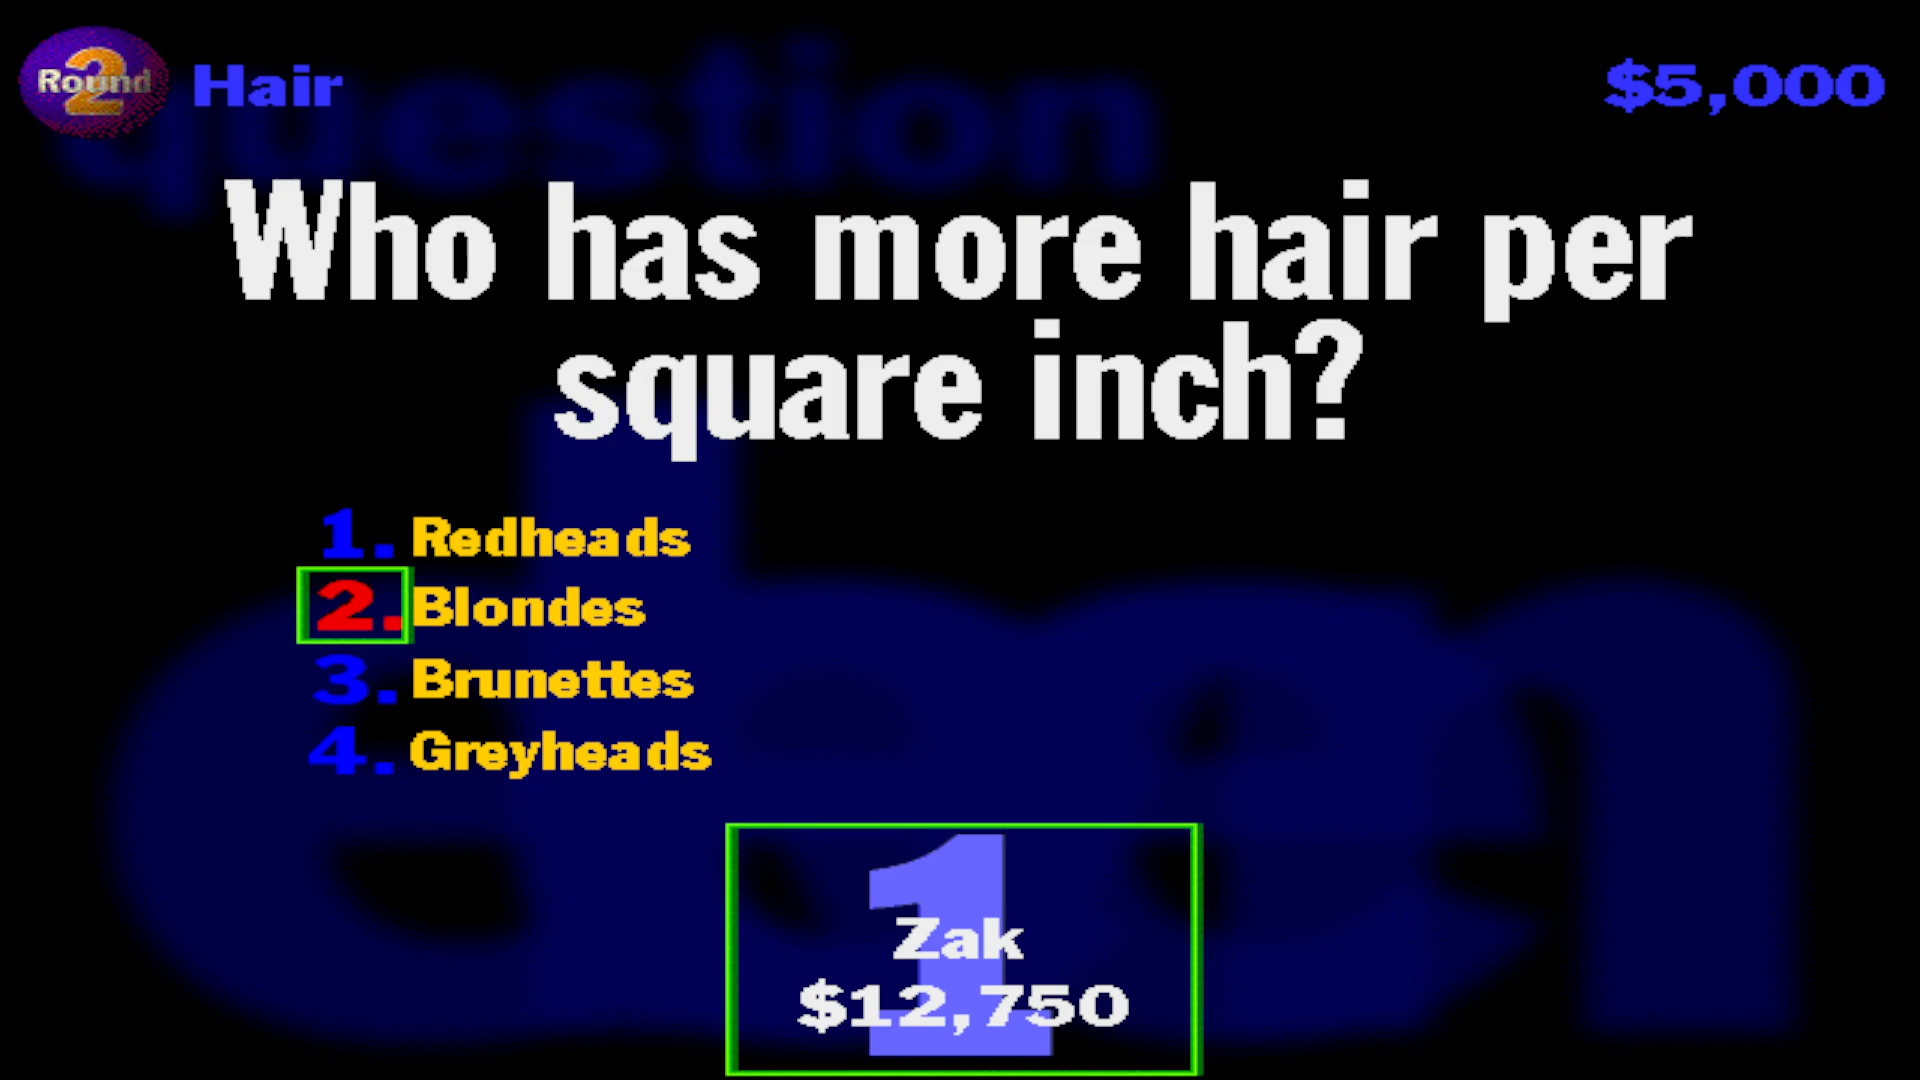 Round 2
Hair
$5,000
question
Who has more hair per
square inch?
1. Redheads
2. Blondes
3. Brunettes
4. Greyheads
1
Zak
$12,750